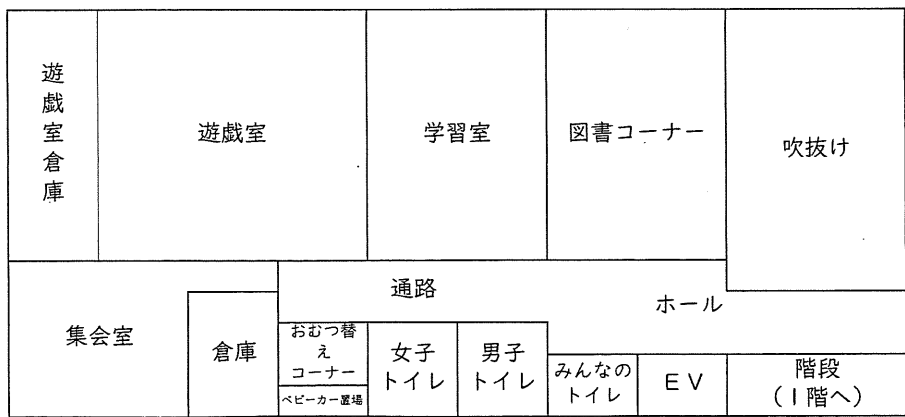 遊戯室倉庫
遊戯室
学習室
図書コーナー
吹抜け
通路
ホール
集会室
倉庫
おむつ替
え
コーナー
ベビーカー置場
女子
トイレ
男子
トイレ
みんなの
トイレ
EV
階段
(1階へ)